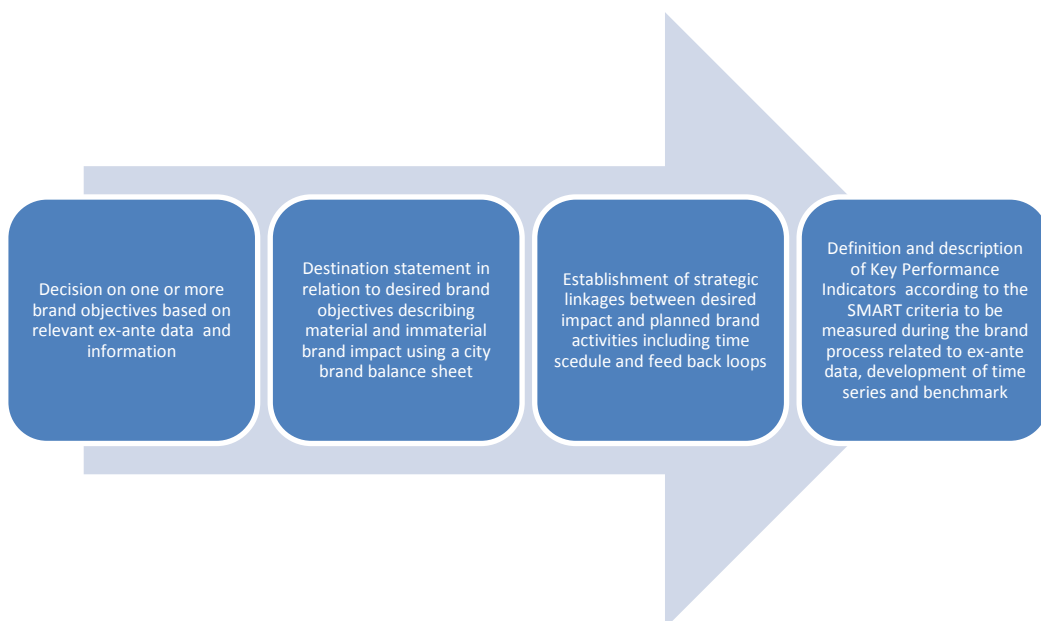 Decision on one or more
brand objectives based on
relevant ex-ante data  and
information
Destination statement in
relation to desired brand
objectives describing
material and immaterial
brand impact using a city
brand balance sheet
Establishment of strategic
linkages between desired
impact and planned brand
activities including time
scedule and feed back loops
Definition and description
of Key Performance
Indicators  according to the
SMART criteria to be
measured during the brand
process related to ex-ante
data, development of time
series and benchmark